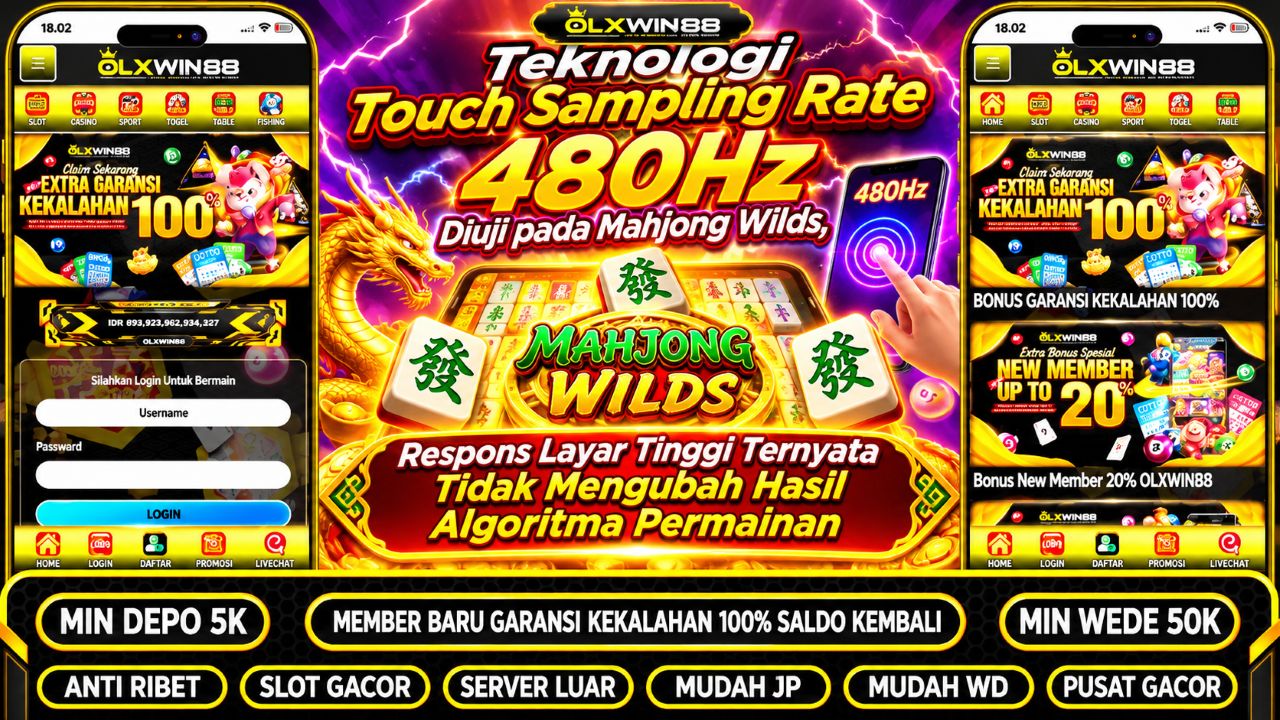 OLXWIN88
Teknologi
Touch Sampling Rate
480Hz
Diuji pada Mahjong Wilds,
480Hz
發
發
發
MAHJONG
WILDS
Respons Layar Tinggi Ternyata
Tidak Mengubah Hasil
Algoritma Permainan
18.02
OLXWIN88
SLOT CASINO SPORT TOGEL TABLE FISHING
OLXWIN88
Claim Sekarang
EXTRA GARANSI
KEKALAHAN 100%
OLXWIN88
Silahkan Login Untuk Bermain
Username
Password
LOGIN
HOME LOGIN DAFTAR PROMOSI LIVECHAT
18.02
OLXWIN88
HOME SLOT CASINO SPORT TOGEL TABLE
OLXWIN88
Claim Sekarang
EXTRA GARANSI
KEKALAHAN 100%
BONUS GARANSI KEKALAHAN 100%
OLXWIN88
Extra Bonus Spesial
NEW MEMBER
UP TO 20%
Bonus New Member 20% OLXWIN88
OLXWIN88
HOME LOGIN DAFTAR PROMOSI LIVECHAT
MIN DEPO 5K
MEMBER BARU GARANSI KEKALAHAN 100% SALDO KEMBALI
MIN WEDE 50K
ANTI RIBET
SLOT GACOR
SERVER LUAR
MUDAH JP
MUDAH WD
PUSAT GACOR